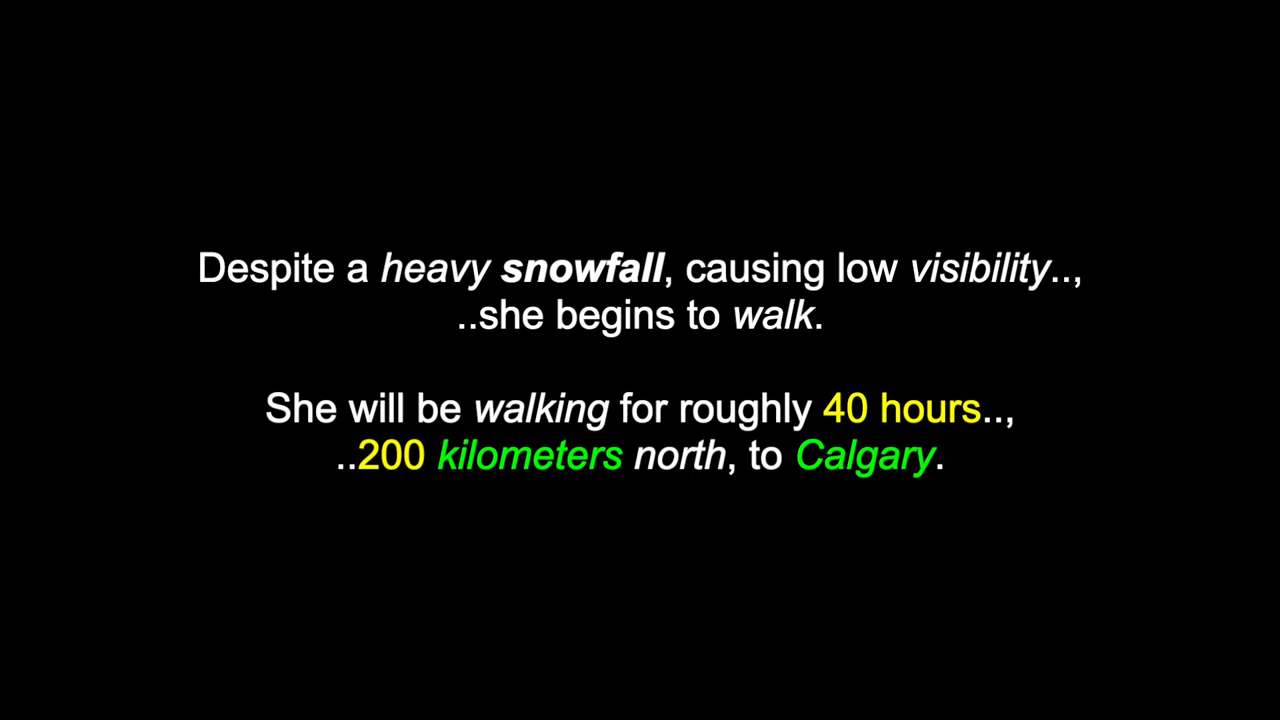 Despite a heavy snowfall, causing low visibility..,
..she begins to walk.
She will be walking for roughly 40 hours..,
..200 kilometers north, to Calgary.